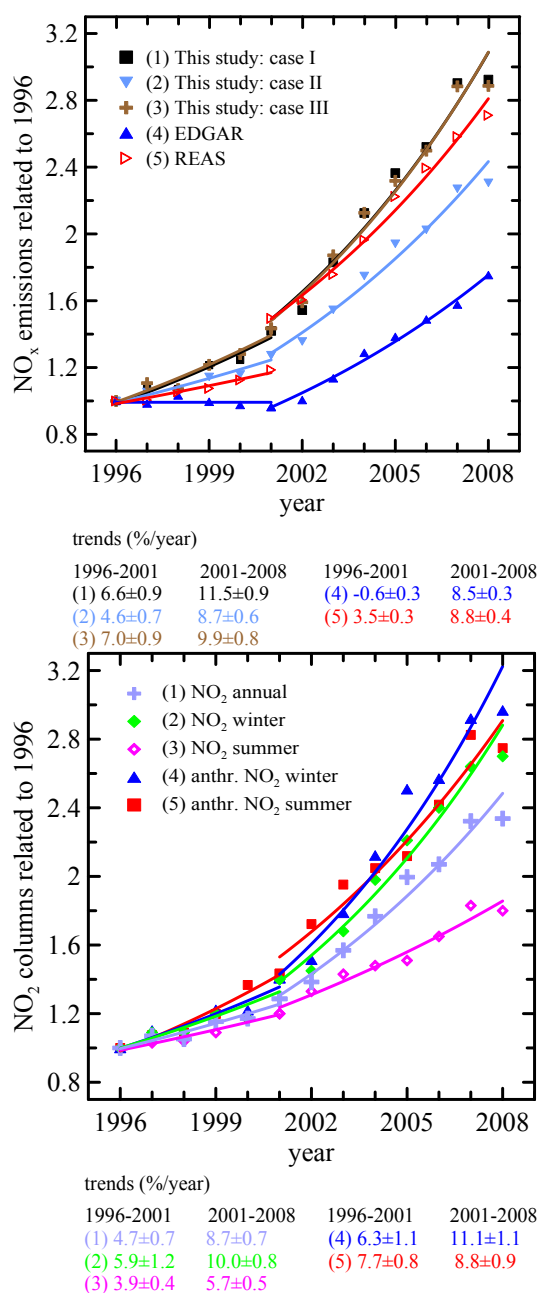 3.2
2.8
2.4
2
1.6
1.2
0.8
NOx emissions related to 1996
(1) This study: case I
(2) This study: case II
(3) This study: case III
(4) EDGAR
(5) REAS
1996 1999 2002 2005 2008
year
trends (%/year)
1996-2001 2001-2008 1996-2001 2001-2008
(1) 6.6±0.9 11.5±0.9 (4) -0.6±0.3 8.5±0.3
(2) 4.6±0.7 8.7±0.6 (5) 3.5±0.3 8.8±0.4
(3) 7.0±0.9 9.9±0.8
3.2
2.8
2.4
2
1.6
1.2
0.8
NO2 columns related to 1996
(1) NO2 annual
(2) NO2 winter
(3) NO2 summer
(4) anthr. NO2 winter
(5) anthr. NO2 summer
1996 1999 2002 2005 2008
year
trends (%/year)
1996-2001 2001-2008 1996-2001 2001-2008
(1) 4.7±0.7 8.7±0.7 (4) 6.3±1.1 11.1±1.1
(2) 5.9±1.2 10.0±0.8 (5) 7.7±0.8 8.8±0.9
(3) 3.9±0.4 5.7±0.5